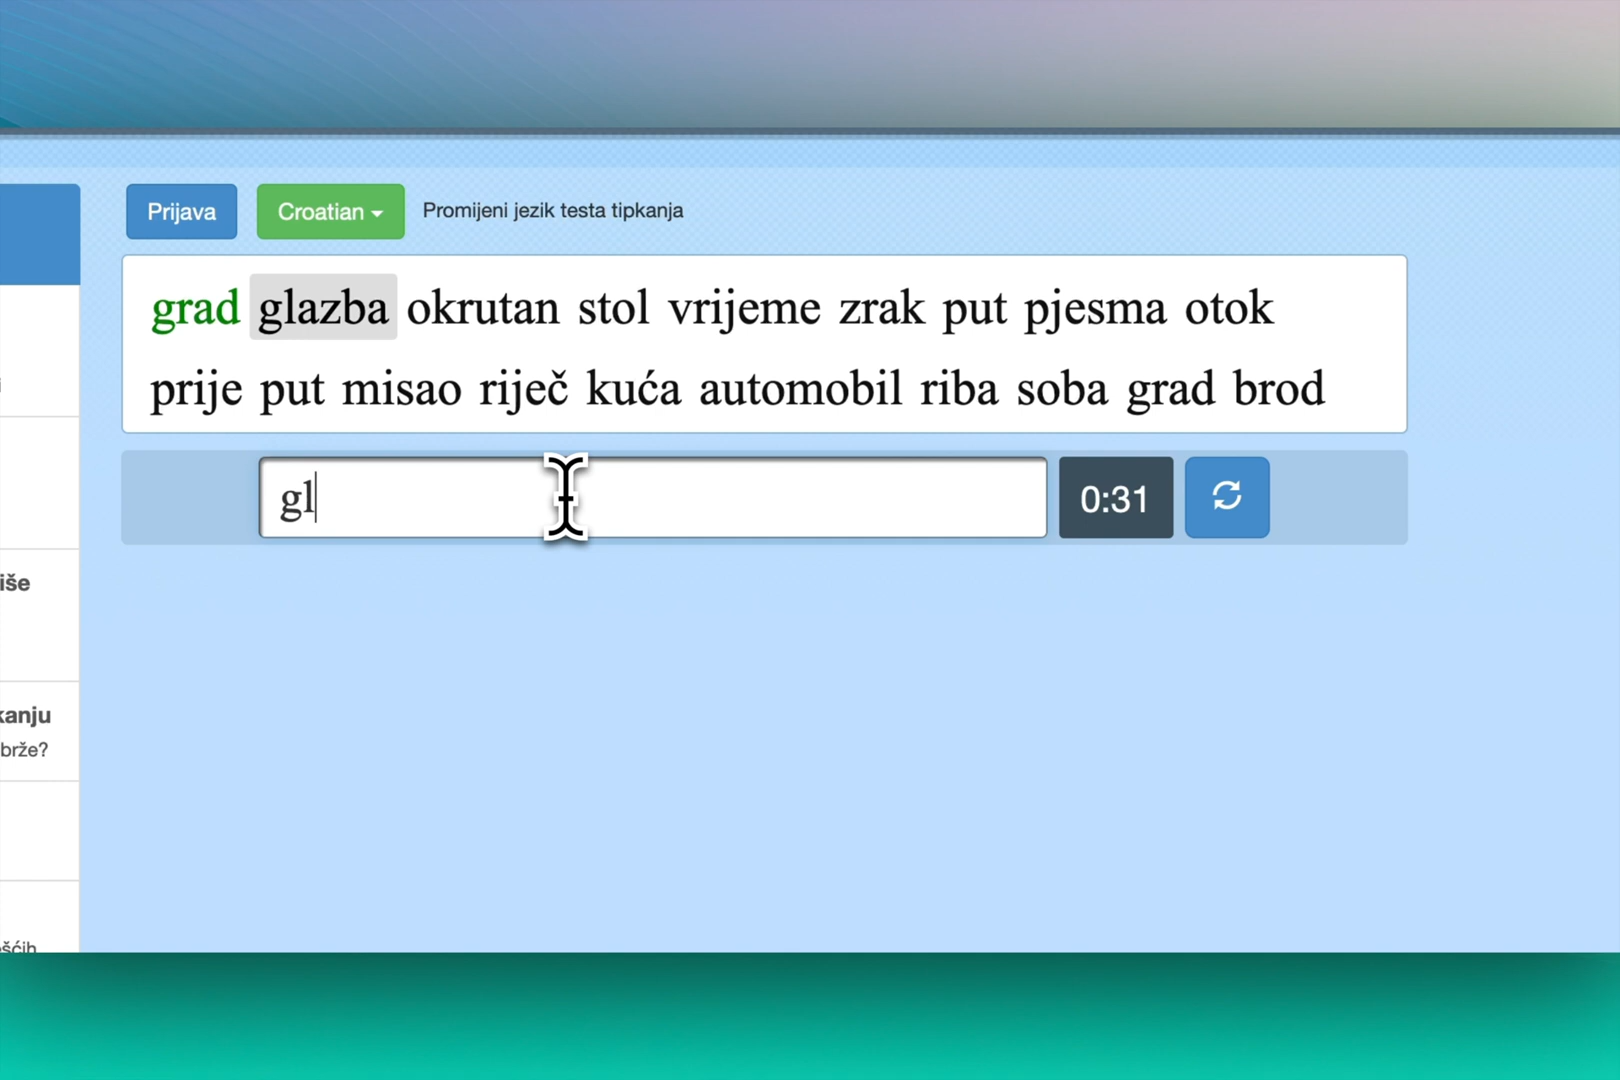 Prijava Croatian Promijeni jezik testa tipkanja
grad glazba okrutan stol vrijeme zrak put pjesma otok
prije put misao riječ kuća automobil riba soba grad brod
gl 0:31
iše
kanju
brže?